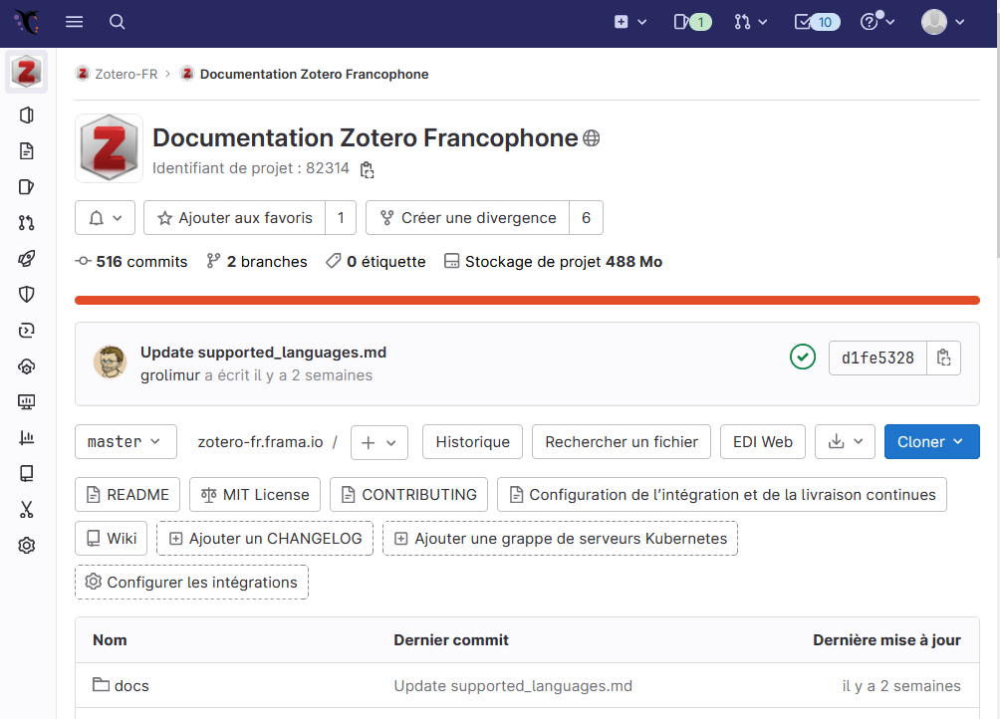 1
10
Zotero-FR › Documentation Zotero Francophone
Documentation Zotero Francophone
Identifiant de projet : 82314
Ajouter aux favoris 1 Créer une divergence 6
516 commits 2 branches 0 étiquette Stockage de projet 488 Mo
Update supported_languages.md
grolimur a écrit il y a 2 semaines
d1fe5328
master zotero-fr.frama.io / + Historique Rechercher un fichier EDI Web Cloner
README MIT License CONTRIBUTING Configuration de l’intégration et de la livraison continues
Wiki Ajouter un CHANGELOG Ajouter une grappe de serveurs Kubernetes
Configurer les intégrations
Nom Dernier commit Dernière mise à jour
docs Update supported_languages.md il y a 2 semaines